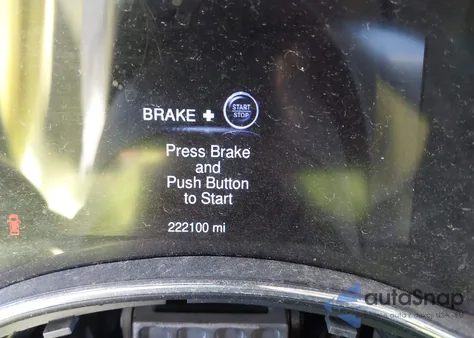 BRAKE + START
STOP
Press Brake
and
Push Button
to Start
222100 mi
autoSnap